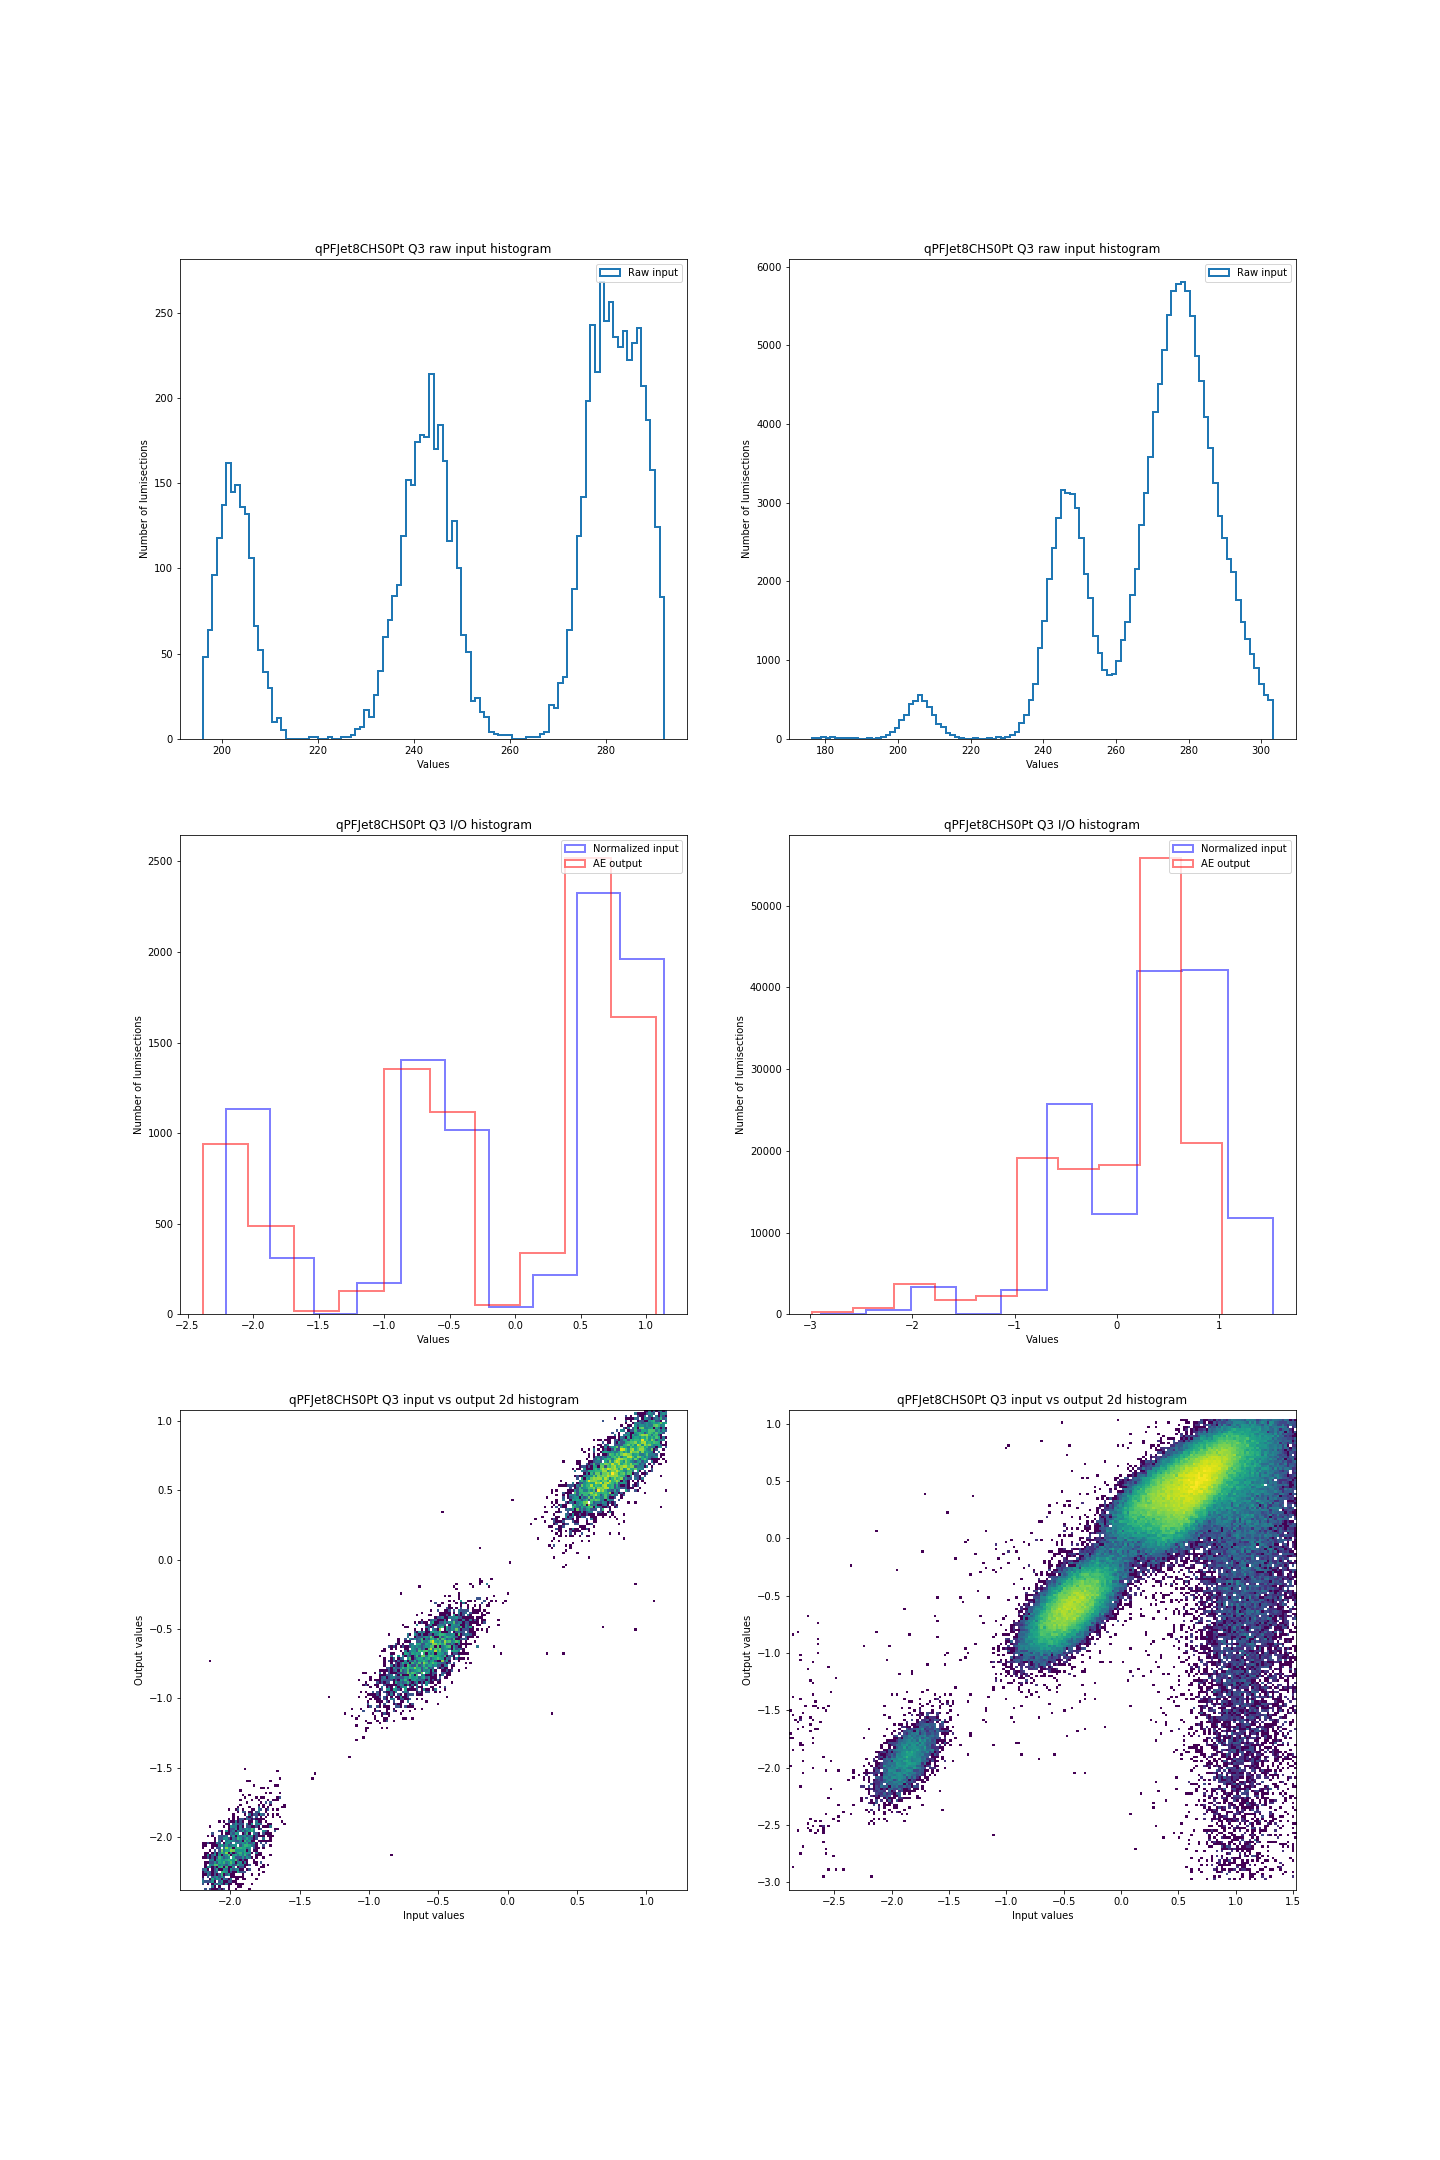 qPFJet8CHS0Pt Q3 raw input histogram
Raw input
Number of lumisections
250
200
150
100
50
0
200 220 240 260 280
Values
qPFJet8CHS0Pt Q3 raw input histogram
Raw input
Number of lumisections
6000
5000
4000
3000
2000
1000
0
180 200 220 240 260 280 300
Values
qPFJet8CHS0Pt Q3 I/O histogram
Normalized input
AE output
Number of lumisections
2500
2000
1500
1000
500
0
−2.5 −2.0 −1.5 −1.0 −0.5 0.0 0.5 1.0
Values
qPFJet8CHS0Pt Q3 I/O histogram
Normalized input
AE output
Number of lumisections
50000
40000
30000
20000
10000
0
−3 −2 −1 0 1
Values
qPFJet8CHS0Pt Q3 input vs output 2d histogram
Output values
1.0
0.5
0.0
−0.5
−1.0
−1.5
−2.0
−2.0 −1.5 −1.0 −0.5 0.0 0.5 1.0
Input values
qPFJet8CHS0Pt Q3 input vs output 2d histogram
Output values
1.0
0.5
0.0
−0.5
−1.0
−1.5
−2.0
−2.5
−3.0
−2.5 −2.0 −1.5 −1.0 −0.5 0.0 0.5 1.0 1.5
Input values